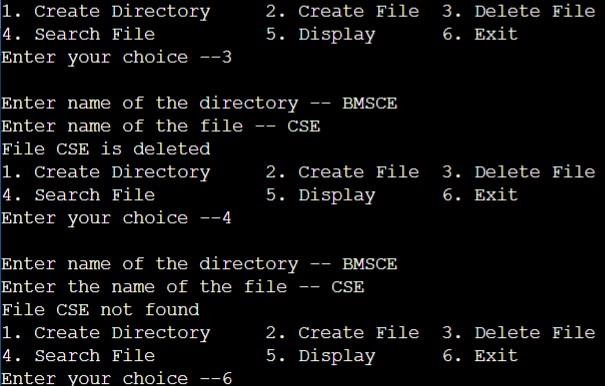 1. Create Directory 2. Create File 3. Delete File
4. Search File 5. Display 6. Exit
Enter your choice --3
Enter name of the directory -- BMSCE
Enter name of the file -- CSE
File CSE is deleted
1. Create Directory 2. Create File 3. Delete File
4. Search File 5. Display 6. Exit
Enter your choice --4
Enter name of the directory -- BMSCE
Enter the name of the file -- CSE
File CSE not found
1. Create Directory 2. Create File 3. Delete File
4. Search File 5. Display 6. Exit
Enter your choice --6